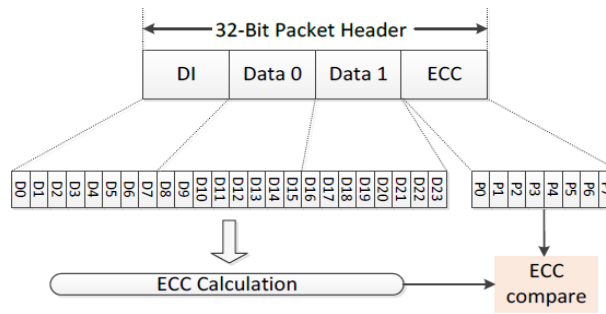 32-Bit Packet Header
DI Data 0 Data 1 ECC
D0 D1 D2 D3 D4 D5 D6 D7 D8 D9 D10 D11 D12 D13 D14 D15 D16 D17 D18 D19 D20 D21 D22 D23 P0 P1 P2 P3 P4 P5 P6 P7
ECC Calculation
ECC
compare